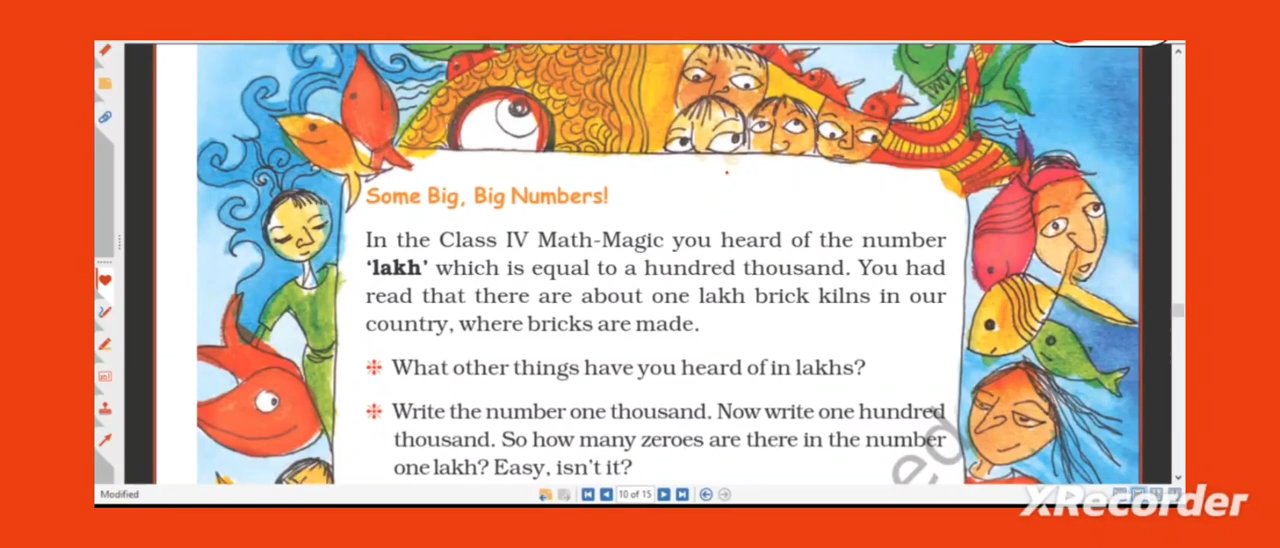 Some Big, Big Numbers!
In the Class IV Math-Magic you heard of the number
‘lakh’ which is equal to a hundred thousand. You had
read that there are about one lakh brick kilns in our
country, where bricks are made.
What other things have you heard of in lakhs?
Write the number one thousand. Now write one hundred
thousand. So how many zeroes are there in the number
one lakh? Easy, isn’t it?
ed
Modified
10 of 15
XRecorder